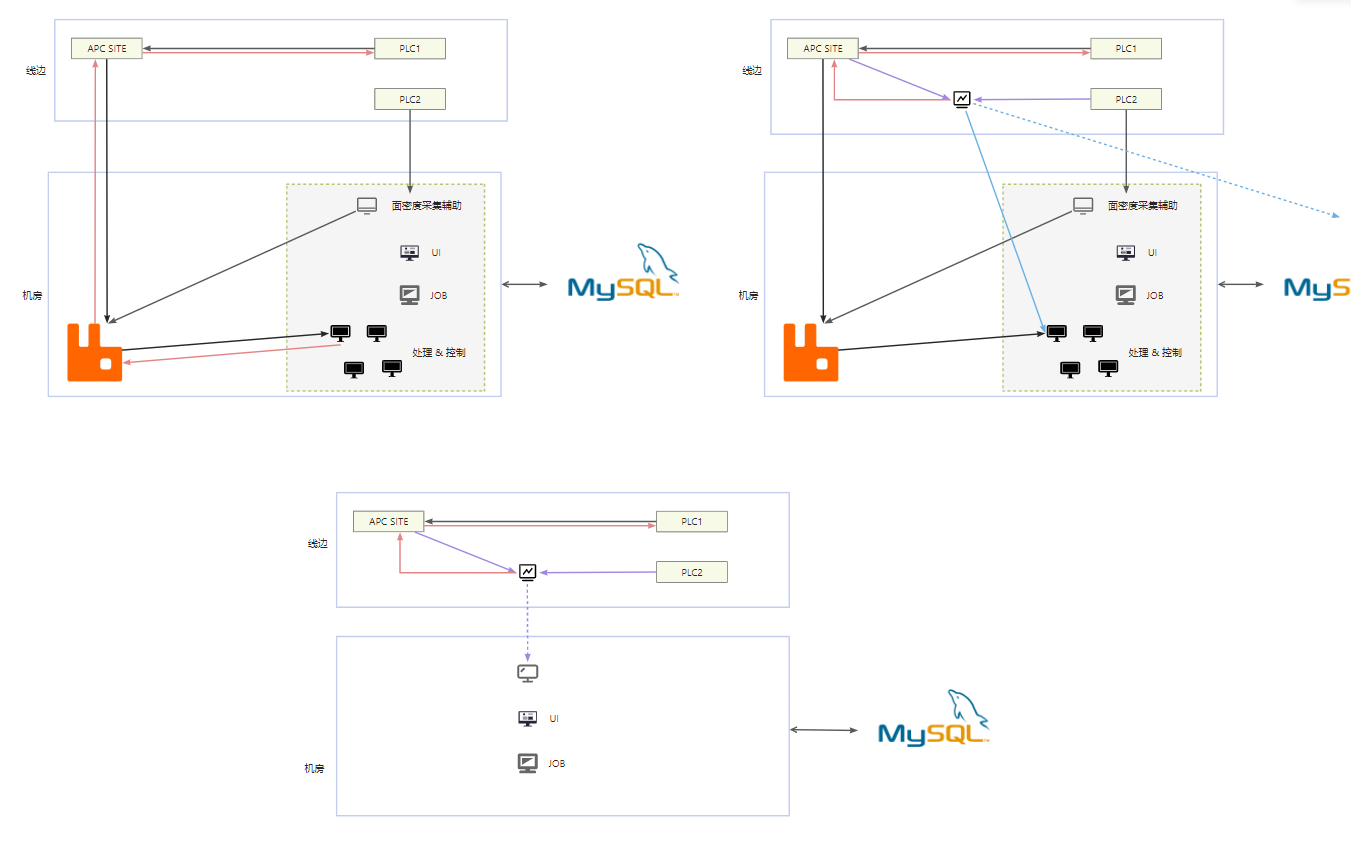 APC SITE
PLC1
线边
PLC2
面密度采集辅助
UI
机房
JOB
MySQL
处理 & 控制
APC SITE
PLC1
线边
PLC2
面密度采集辅助
UI
机房
JOB
MyS
处理 & 控制
APC SITE
PLC1
线边
PLC2
UI
MySQL
JOB
机房